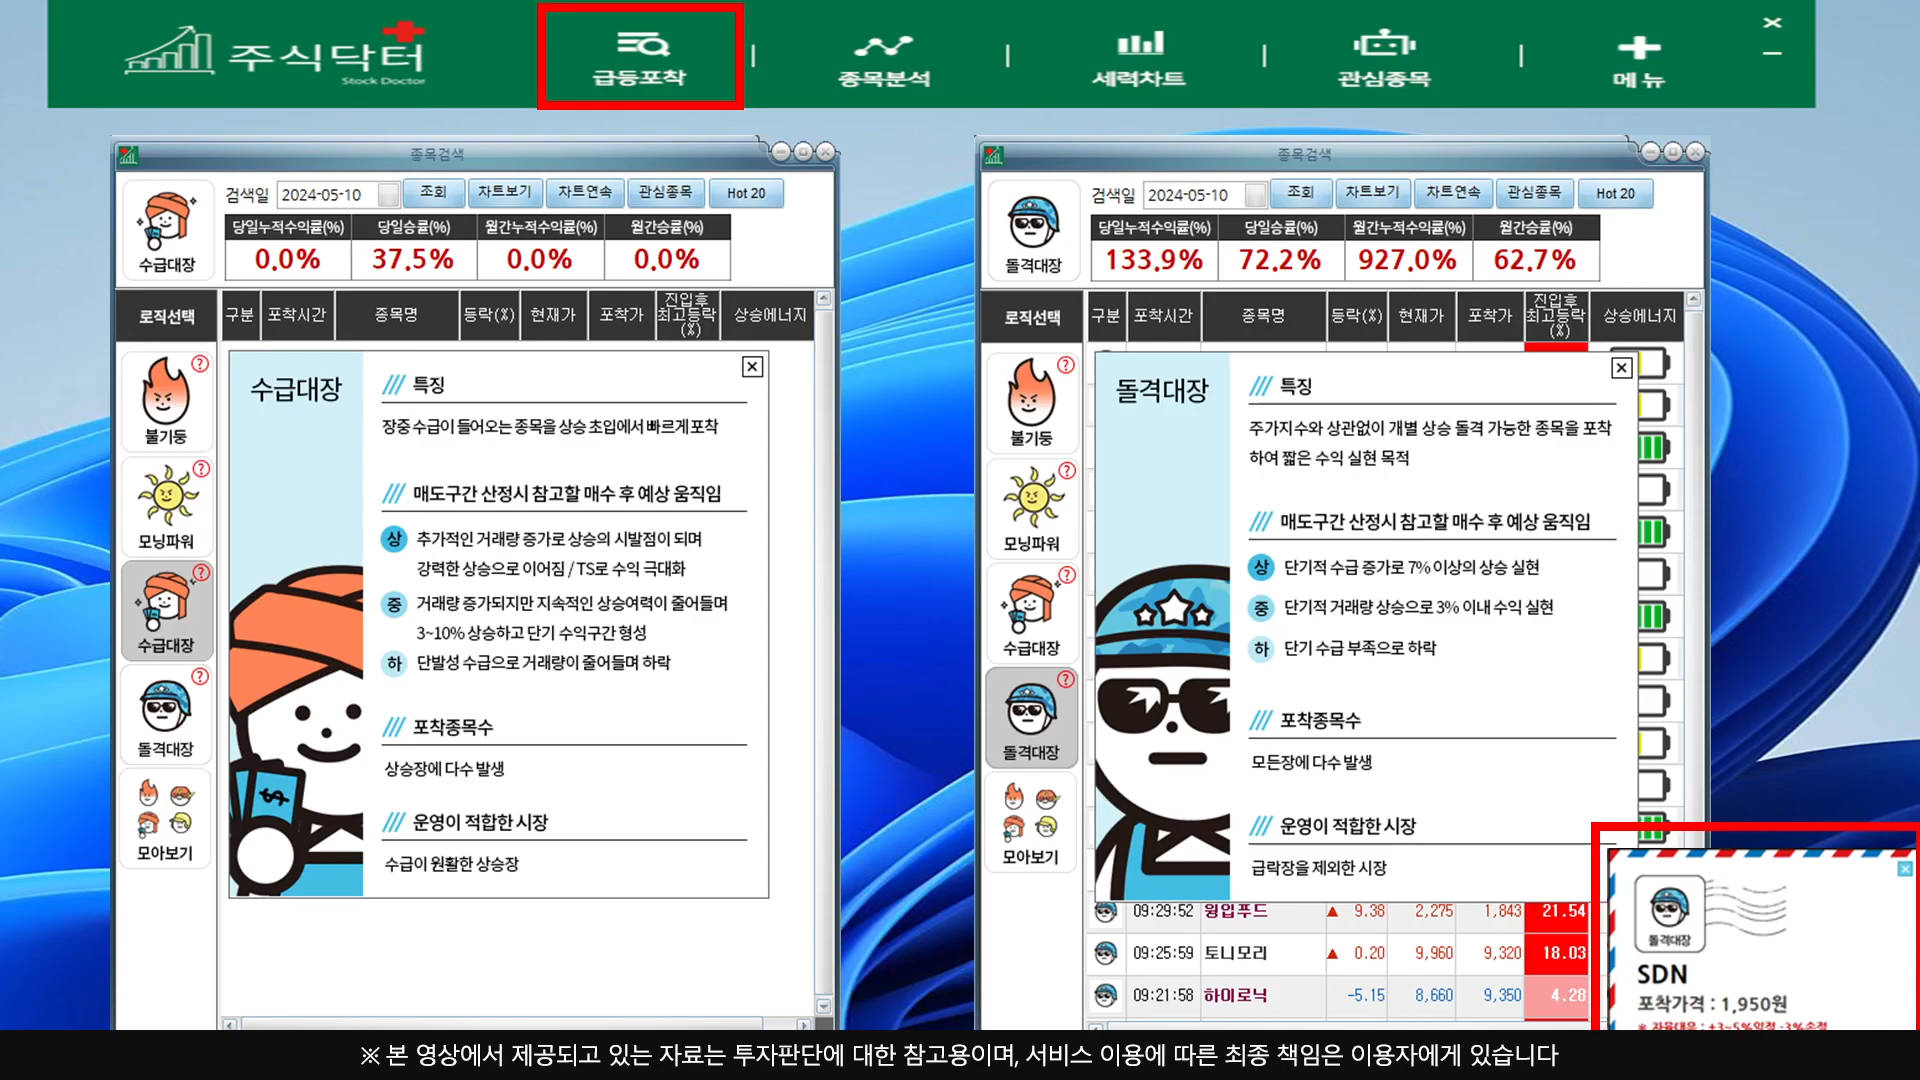 주식닥터
Stock Doctor
급등포착
종목분석
세력차트
관심종목
메뉴
종목검색
수급대장
검색일 2024-05-10 조회 차트보기 차트연속 관심종목 Hot 20
당일누적수익률(%) 당일승률(%) 월간누적수익률(%) 월간승률(%)
0.0% 37.5% 0.0% 0.0%
로직선택 구분 포착시간 종목명 등락(%) 현재가 포착가 진입후 최고등락 (%) 상승에너지
불기둥
모닝파워
수급대장
돌격대장
모아보기
수급대장
특징
장중 수급이 들어오는 종목을 상승 초입에서 빠르게 포착
매도구간 산정시 참고할 매수 후 예상 움직임
상 추가적인 거래량 증가로 상승의 시발점이 되며
강력한 상승으로 이어짐 / TS로 수익 극대화
중 거래량 증가되지만 지속적인 상승여력이 줄어들며
3~10% 상승하고 단기 수익구간 형성
하 단발성 수급으로 거래량이 줄어들며 하락
포착종목수
상승장에 다수 발생
운영이 적합한 시장
수급이 원활한 상승장
종목검색
돌격대장
검색일 2024-05-10 조회 차트보기 차트연속 관심종목 Hot 20
당일누적수익률(%) 당일승률(%) 월간누적수익률(%) 월간승률(%)
133.9% 72.2% 927.0% 62.7%
로직선택 구분 포착시간 종목명 등락(%) 현재가 포착가 진입후 최고등락 (%) 상승에너지
불기둥
모닝파워
수급대장
돌격대장
모아보기
돌격대장
특징
주가지수와 상관없이 개별 상승 돌격 가능한 종목을 포착
하여 짧은 수익 실현 목적
매도구간 산정시 참고할 매수 후 예상 움직임
상 단기적 수급 증가로 7% 이상의 상승 실현
중 단기적 거래량 상승으로 3% 이내 수익 실현
하 단기 수급 부족으로 하락
포착종목수
모든장에 다수 발생
운영이 적합한 시장
급락장을 제외한 시장
09:29:52 윙입푸드 ▲ 9.38 2,275 1,843 21.54
09:25:59 토니모리 ▲ 0.20 9,960 9,320 18.03
09:21:58 하이로닉 -5.15 8,660 9,350 4.28
돌격대장
SDN
포착가격 : 1,950원
※ 본 영상에서 제공되고 있는 자료는 투자판단에 대한 참고용이며, 서비스 이용에 따른 최종 책임은 이용자에게 있습니다